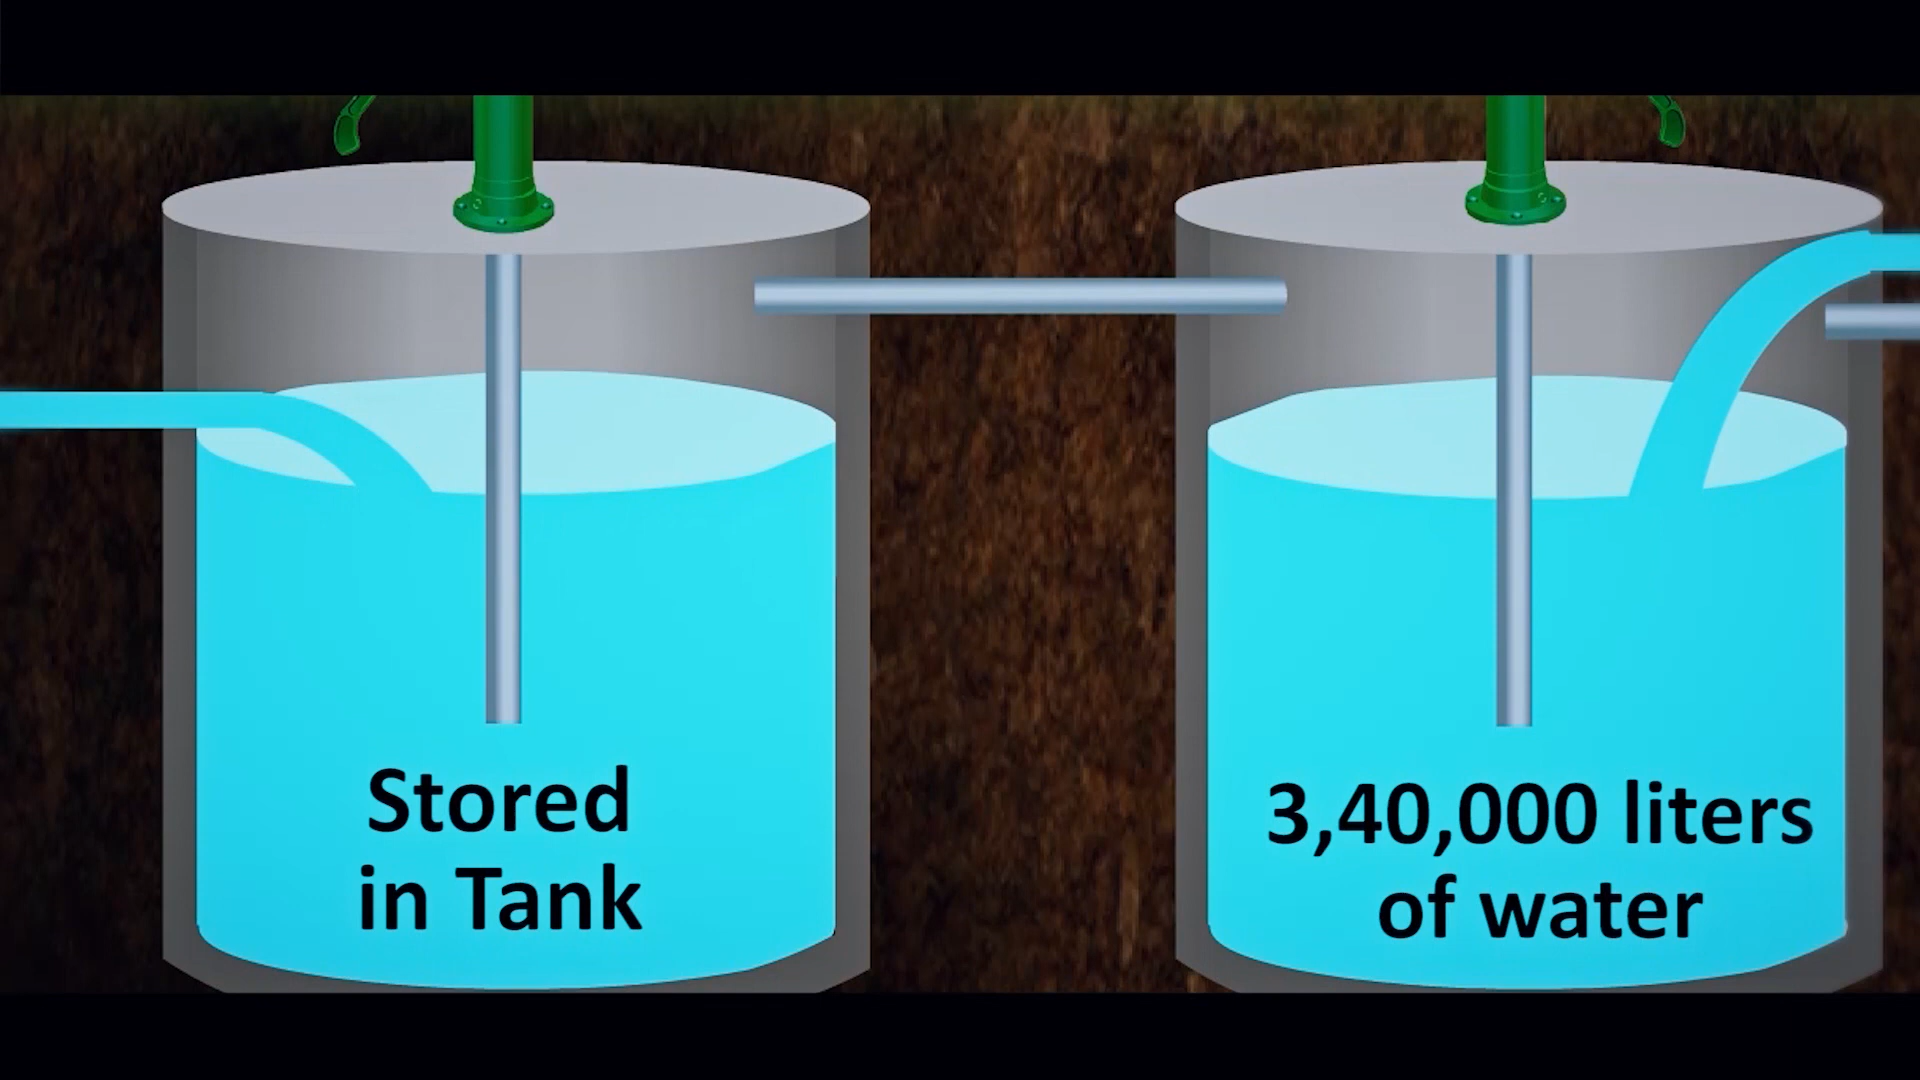 Stored
in Tank
3,40,000 liters
of water